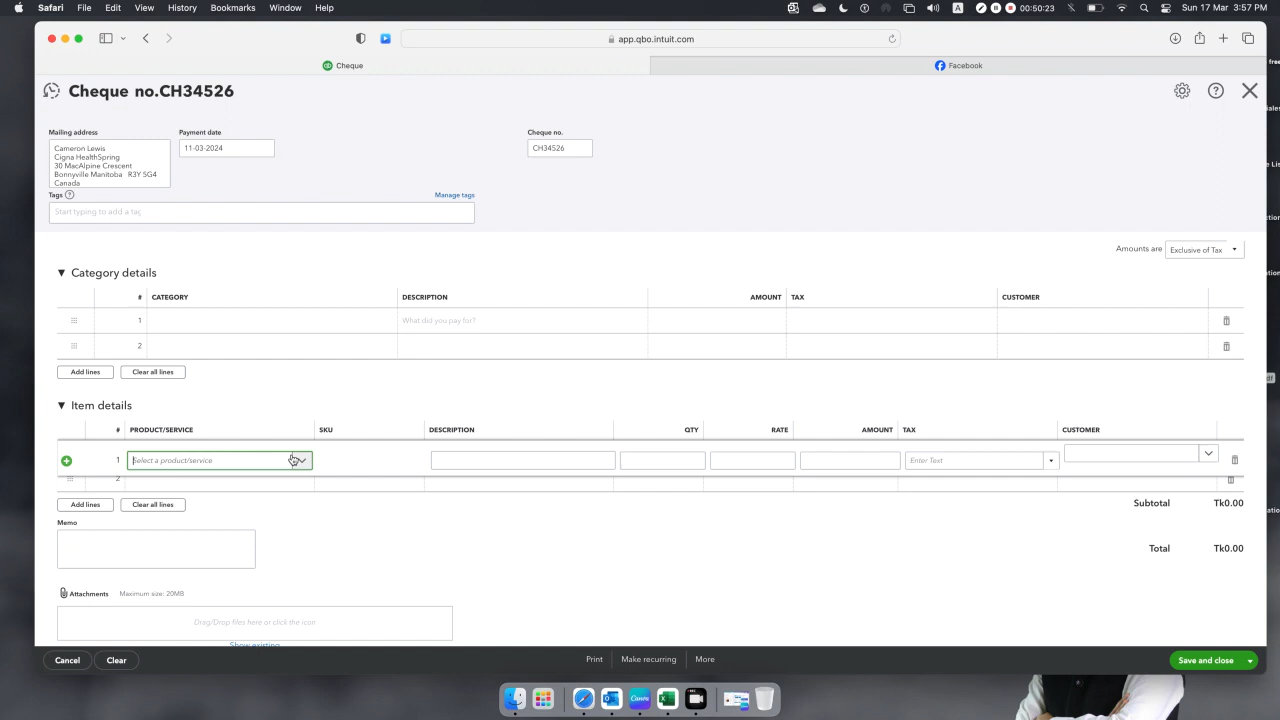 Safari File Edit View History Bookmarks Window Help
00:50:23 A Sun 17 Mar 3:57 PM
app.qbo.intuit.com
Cheque
Facebook
Cheque no.CH34526
Mailing address
Payment date
Cheque no.
Cameron Lewis
Cigna HealthSpring
30 MacAlpine Crescent
Bonnyville Manitoba R3Y 5G4
Canada
11-03-2024
CH34526
Tags ?
Manage tags
Start typing to add a tag
Amounts are Exclusive of Tax
Category details
# CATEGORY DESCRIPTION AMOUNT TAX CUSTOMER
1 What did you pay for?
2
Add lines Clear all lines
Item details
# PRODUCT/SERVICE SKU DESCRIPTION QTY RATE AMOUNT TAX CUSTOMER
1 Select a product/service Enter Text
2
Add lines Clear all lines
Subtotal Tk0.00
Memo
Total Tk0.00
Attachments Maximum size: 20MB
Drag/Drop files here or click the icon
Show existing
Cancel Clear Print Make recurring More Save and close
Canva